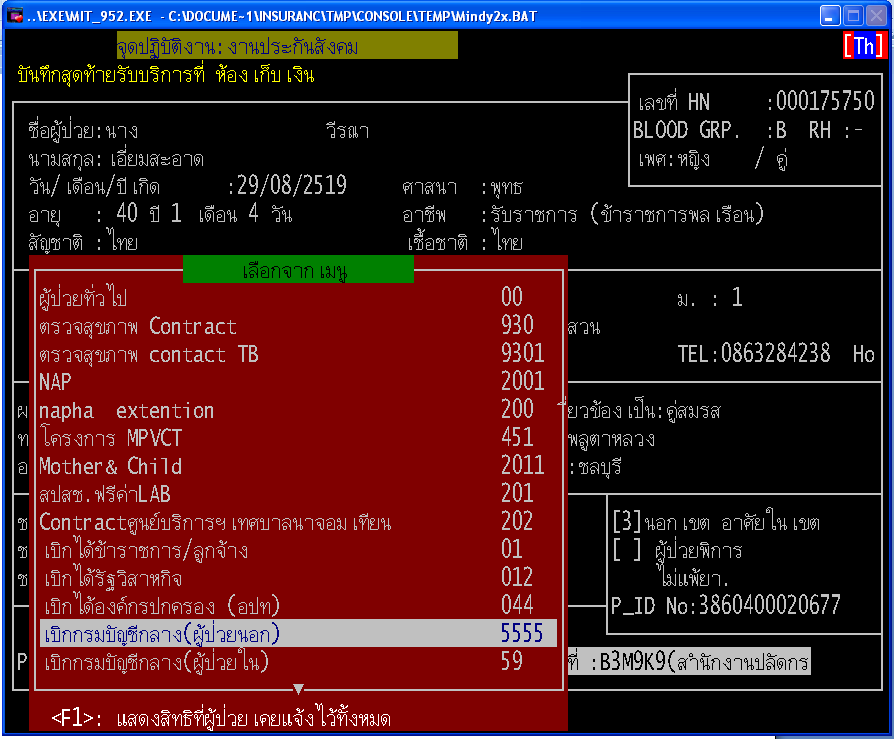 ..\EXE\MIT_952.EXE - C:\DOCUME~1\INSURANC\TMP\CONSOLE\TEMP\Mindy2x.BAT
จุดปฏิบัติงาน:งานประกันสังคม
[Th]
บันทึกสุดท้ายรับบริการที่ ห้องเก็บเงิน
เลขที่ HN :000175750
ชื่อผู้ป่วย:นาง วีรณา
BLOOD GRP. :B RH :-
นามสกุล: เอี่ยมสะอาด
เพศ:หญิง / คู่
วัน/เดือน/ปีเกิด :29/08/2519 ศาสนา :พุทธ
อายุ : 40 ปี 1 เดือน 4 วัน อาชีพ :รับราชการ (ข้าราชการพลเรือน)
สัญชาติ :ไทย เชื้อชาติ :ไทย
เลือกจากเมนู
ผู้ป่วยทั่วไป 00
ม. : 1
ตรวจสุขภาพ Contract 930
สวน
ตรวจสุขภาพ contact TB 9301
TEL:0863284238 Ho
NAP 2001
napha extention 200
ี่ยวข้องเป็น:คู่สมรส
โครงการ MPVCT 451
พลูตาหลวง
Mother& Child 2011
:ชลบุรี
สปสช.ฟรีค่าLAB 201
Contractศูนย์บริการฯเทศบาลนาจอมเทียน 202
[3]นอกเขต อาศัยในเขต
เบิกได้ข้าราชการ/ลูกจ้าง 01
[ ] ผู้ป่วยพิการ
เบิกได้รัฐวิสาหกิจ 012
ไม่แพ้ยา.
เบิกได้องค์กรปกครอง (อปท) 044
P_ID No:3860400020677
เบิกกรมบัญชีกลาง(ผู้ป่วยนอก) 5555
เบิกกรมบัญชีกลาง(ผู้ป่วยใน) 59
ที่ :B3M9K9(สำนักงานปลัดกร
<F1>: แสดงสิทธิที่ผู้ป่วยเคยแจ้งไว้ทั้งหมด